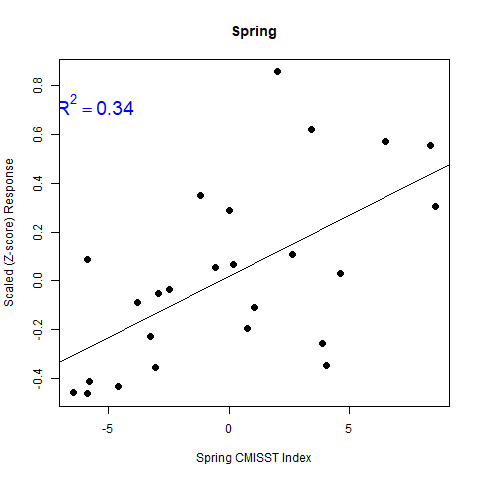 Spring
R² = 0.34
Scaled (Z-score) Response
0.8
0.6
0.4
0.2
0.0
-0.2
-0.4
-5 0 5
Spring CMISST Index